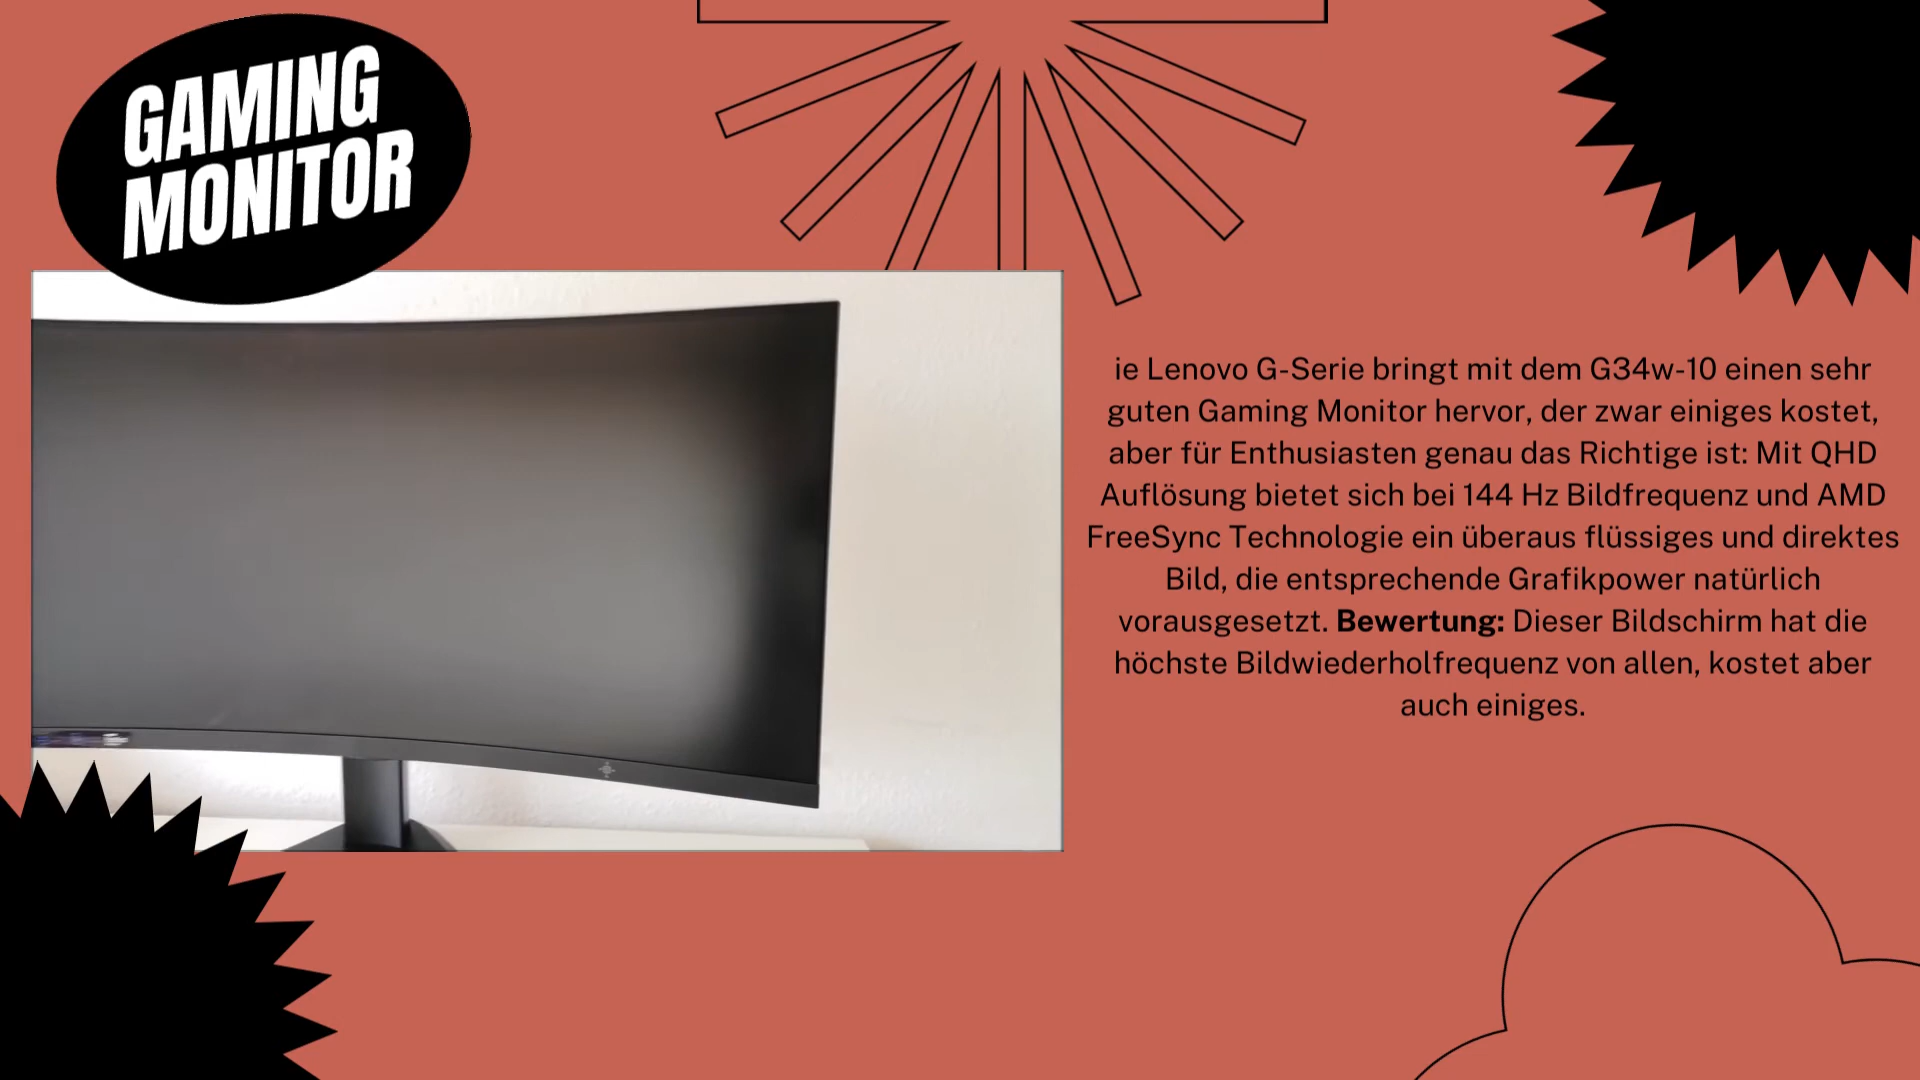 GAMING
MONITOR
ie Lenovo G-Serie bringt mit dem G34w-10 einen sehr
guten Gaming Monitor hervor, der zwar einiges kostet,
aber für Enthusiasten genau das Richtige ist: Mit QHD
Auflösung bietet sich bei 144 Hz Bildfrequenz und AMD
FreeSync Technologie ein überaus flüssiges und direktes
Bild, die entsprechende Grafikpower natürlich
vorausgesetzt. Bewertung: Dieser Bildschirm hat die
höchste Bildwiederholfrequenz von allen, kostet aber
auch einiges.